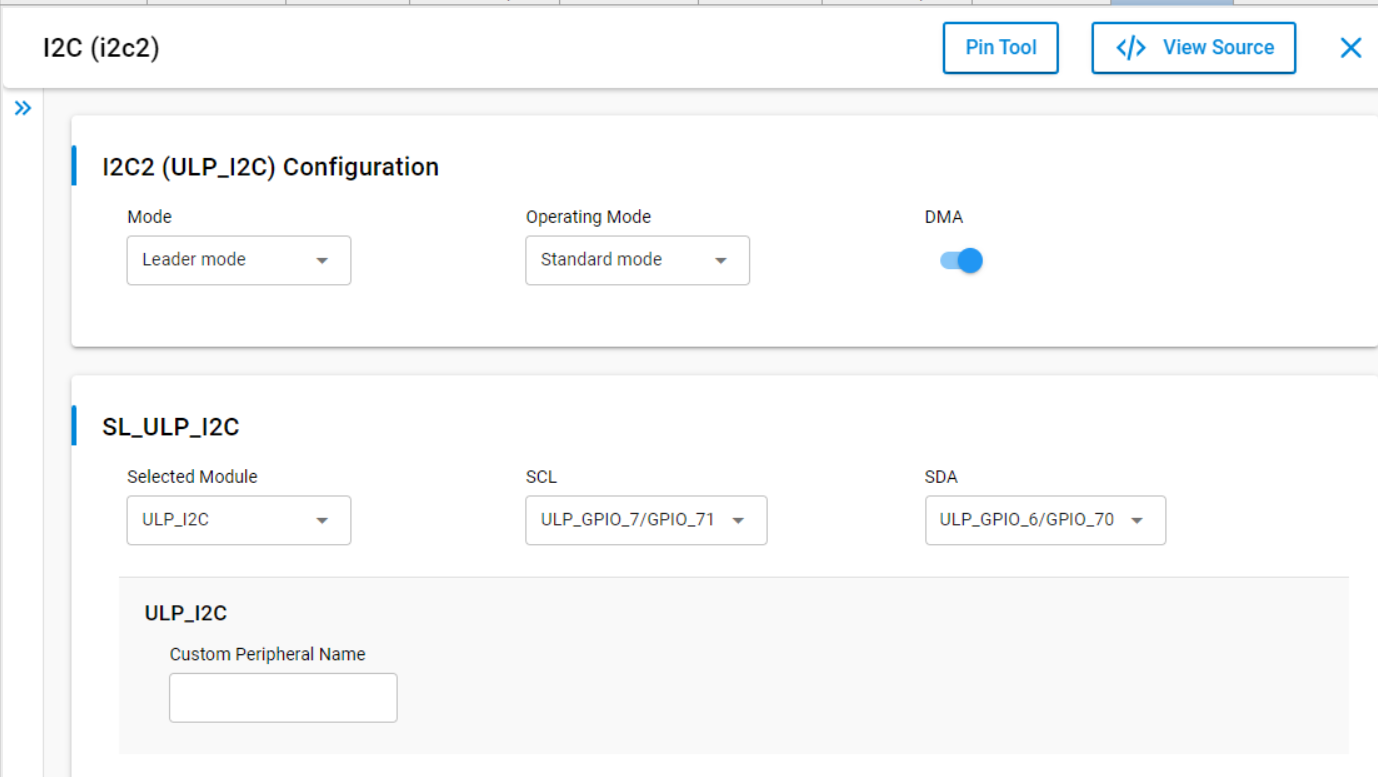 I2C (i2c2)
Pin Tool
</> View Source
I2C2 (ULP_I2C) Configuration
Mode
Operating Mode
DMA
Leader mode
Standard mode
SL_ULP_I2C
Selected Module
SCL
SDA
ULP_I2C
ULP_GPIO_7/GPIO_71
ULP_GPIO_6/GPIO_70
ULP_I2C
Custom Peripheral Name